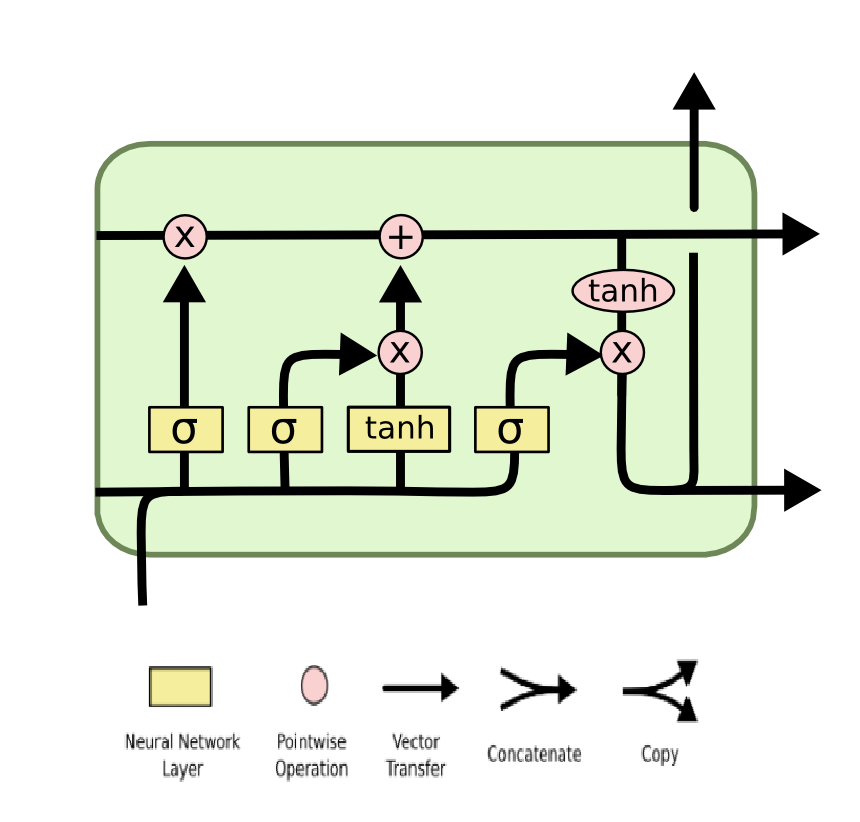 x
+
tanh
x
x
σ
σ
tanh
σ
Neural Network
Layer
Pointwise
Operation
Vector
Transfer
Concatenate
Copy